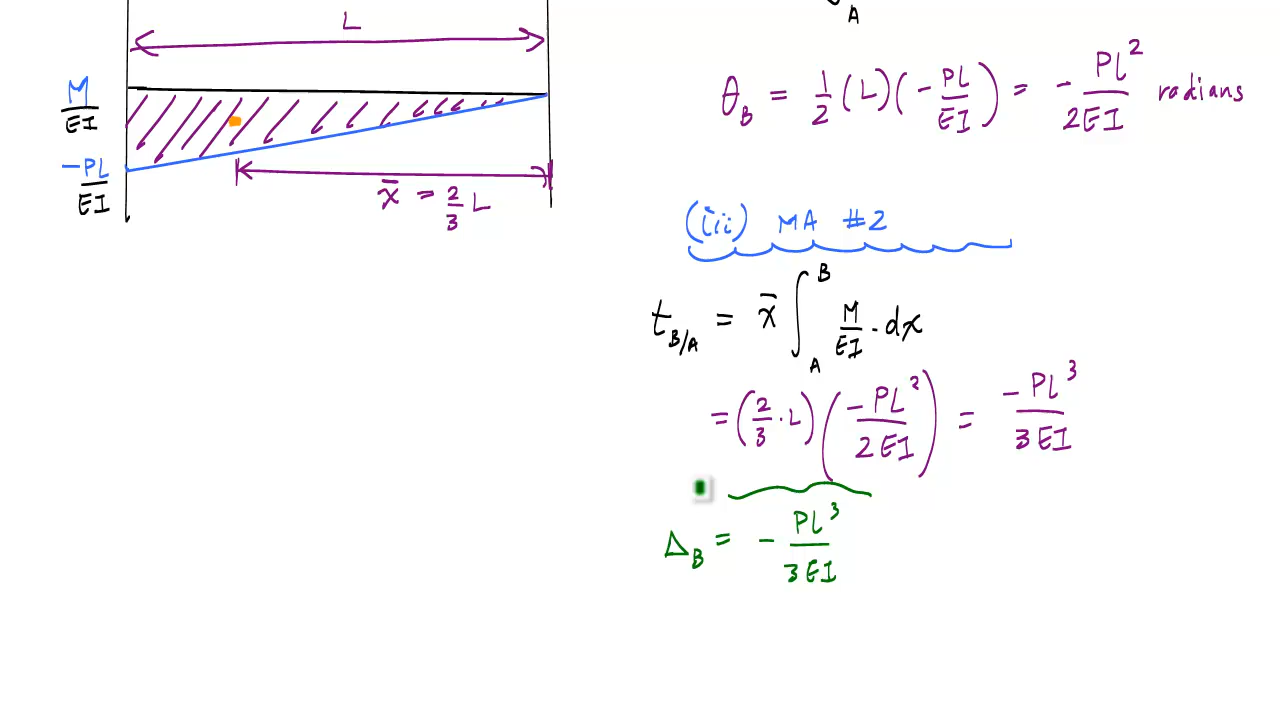 L
M/EI
-PL/EI
x̄ = 2/3 L
A
θ_B = 1/2 (L)(-PL/EI) = -PL²/2EI radians
(iii) MA #2
t_B/A = x̄ ∫_A^B M/EI · dx
= (2/3 · L)(-PL²/2EI) = -PL³/3EI
Δ_B = - PL³/3EI